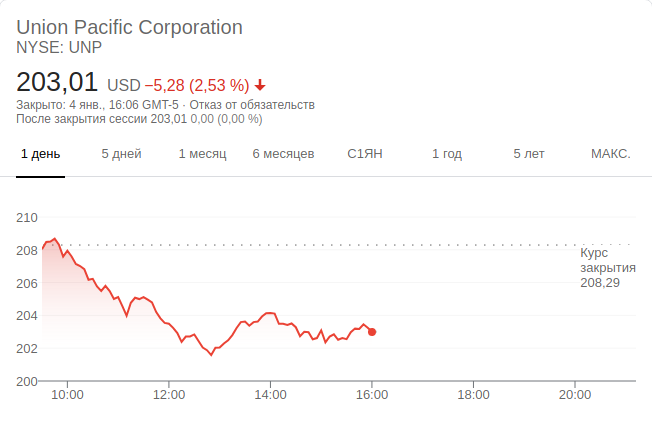 Union Pacific Corporation
NYSE: UNP
203,01 USD −5,28 (2,53 %)
Закрыто: 4 янв., 16:06 GMT-5 · Отказ от обязательств
После закрытия сессии 203,01 0,00 (0,00 %)
1 день 5 дней 1 месяц 6 месяцев С1ЯН 1 год 5 лет МАКС.
210
208
206
204
202
200
Курс
закрытия
208,29
10:00 12:00 14:00 16:00 18:00 20:00